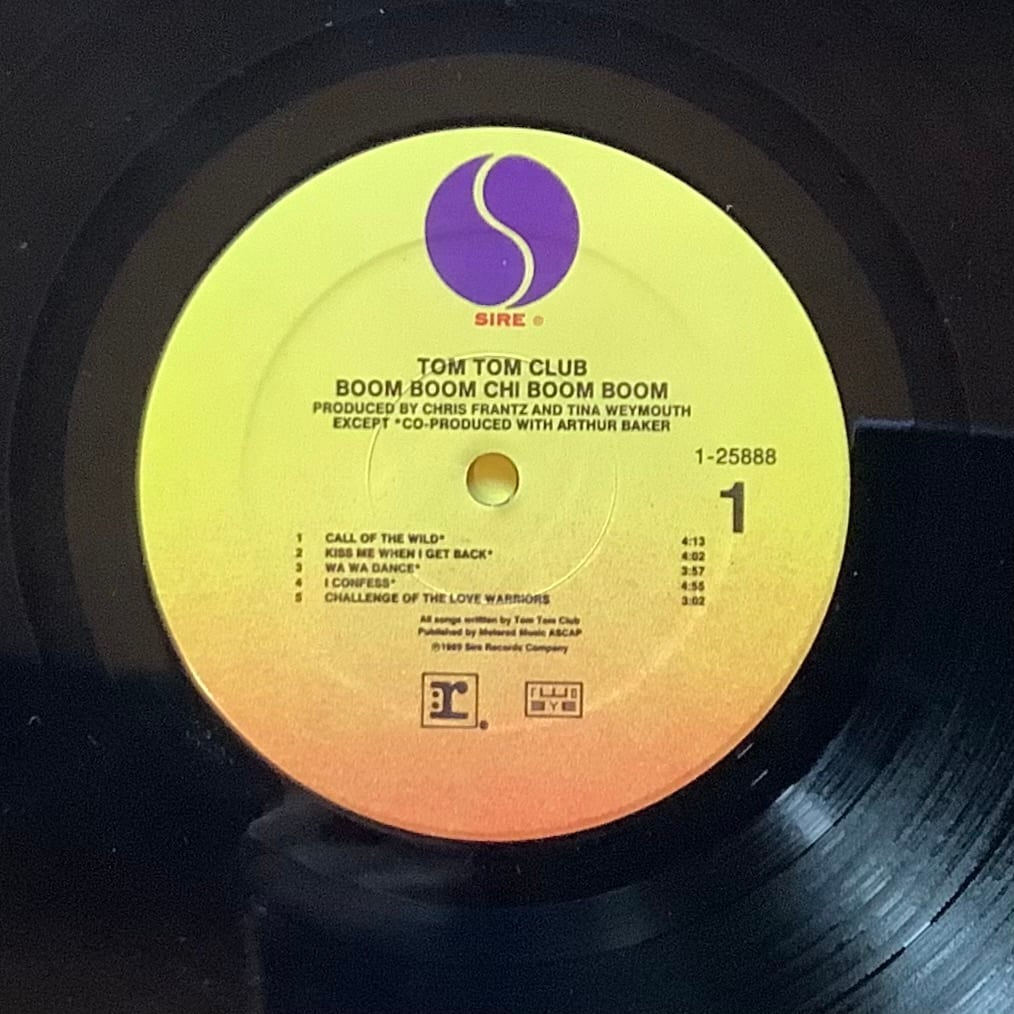 SIRE ®
TOM TOM CLUB
BOOM BOOM CHI BOOM BOOM
PRODUCED BY CHRIS FRANTZ AND TINA WEYMOUTH
EXCEPT *CO-PRODUCED WITH ARTHUR BAKER
1-25888
1
1 CALL OF THE WILD* 4:13
2 KISS ME WHEN I GET BACK* 4:02
3 WA WA DANCE* 3:57
4 I CONFESS* 4:55
5 CHALLENGE OF THE LOVE WARRIORS 3:02
All songs written by Tom Tom Club
Published by Metered Music ASCAP
℗1989 Sire Records Company
r ®